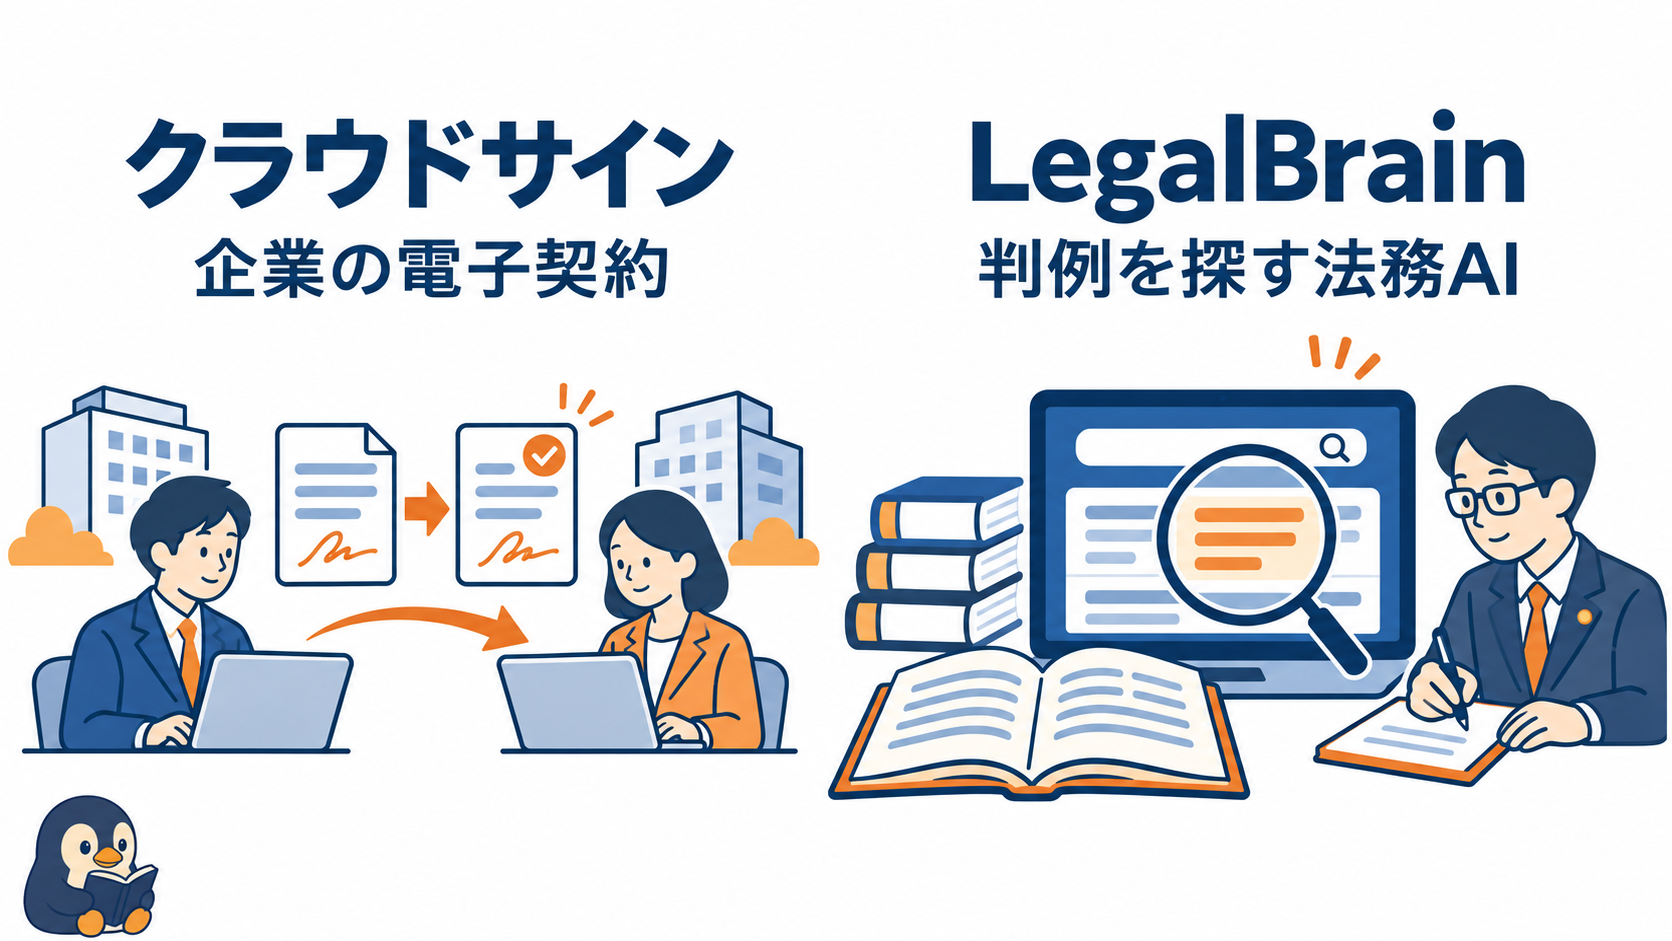 クラウドサイン
企業の電子契約
LegalBrain
判例を探す法務AI